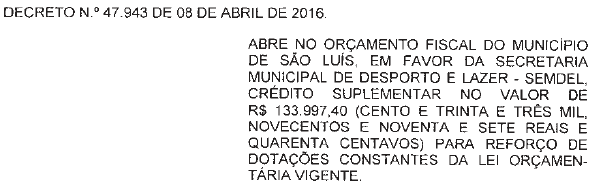 DECRETO N.º 47.943 DE 08 DE ABRIL DE 2016.
ABRE NO ORÇAMENTO FISCAL DO MUNICÍPIO
DE SÃO LUÍS, EM FAVOR DA SECRETARIA
MUNICIPAL DE DESPORTO E LAZER - SEMDEL,
CRÉDITO SUPLEMENTAR NO VALOR DE
R$ 133.997,40 (CENTO E TRINTA E TRÊS MIL,
NOVECENTOS E NOVENTA E SETE REAIS E
QUARENTA CENTAVOS) PARA REFORÇO DE
DOTAÇÕES CONSTANTES DA LEI ORÇAMEN-
TÁRIA VIGENTE.